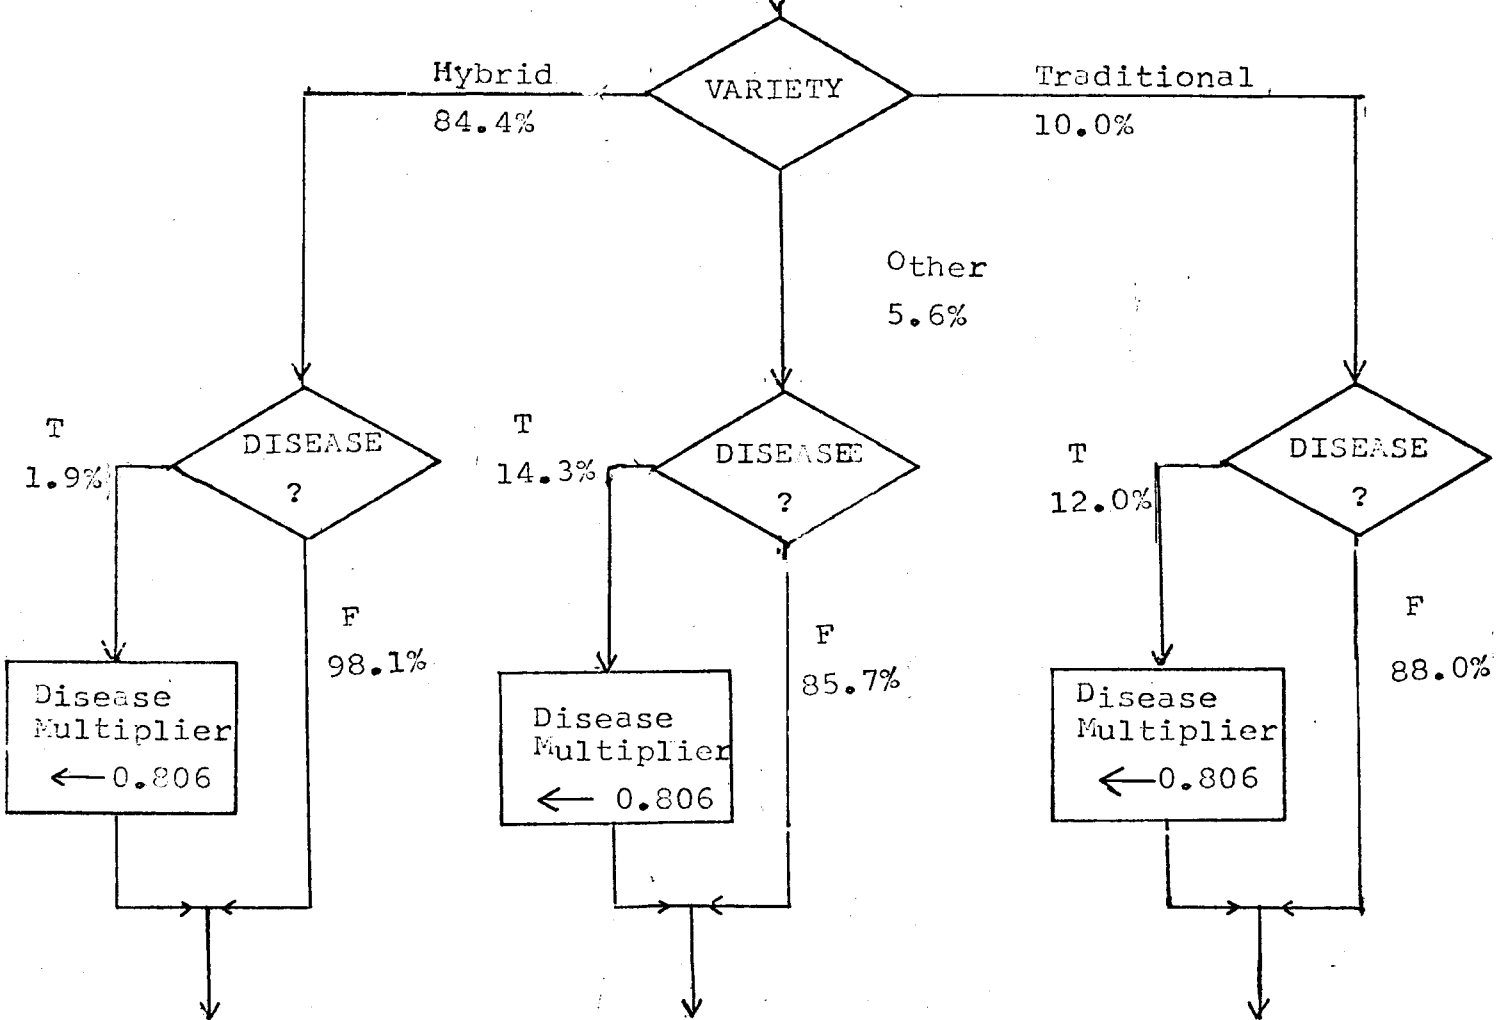 Hybrid
84.4%
VARIETY
Traditional
10.0%
Other
5.6%
T
1.9%
DISEASE
?
F
98.1%
Disease
Multiplier
←0.806
T
14.3%
DISEASE
?
F
85.7%
Disease
Multiplier
← 0.806
T
12.0%
DISEASE
?
F
88.0%
Disease
Multiplier
←0.806